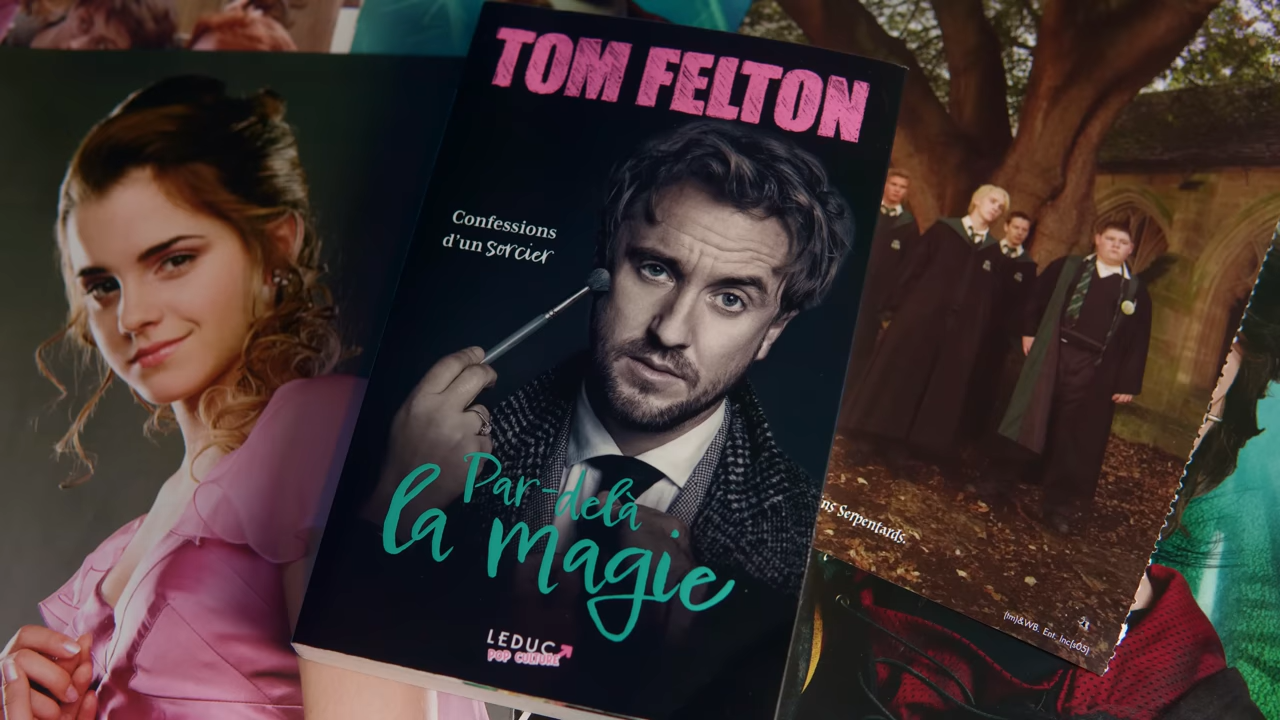 TOM FELTON
Confessions
d'un sorcier
Par-delà
la magie
LEDUC
POP CULTURE
ns Serpentards.
(tm)&WB. Ent. Inc(s05)